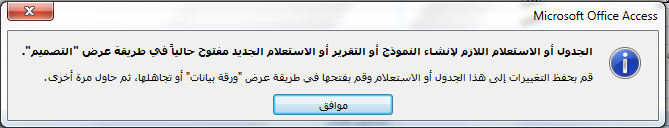 Microsoft Office Access
الجدول أو الاستعلام اللازم لإنشاء النموذج أو التقرير أو الاستعلام الجديد مفتوح حالياً في طريقة عرض "التصميم".
قم بحفظ التغييرات إلى هذا الجدول أو الاستعلام وقم بفتحها في طريقة عرض "ورقة بيانات" أو تجاهلها، ثم حاول مرة أخرى.
موافق